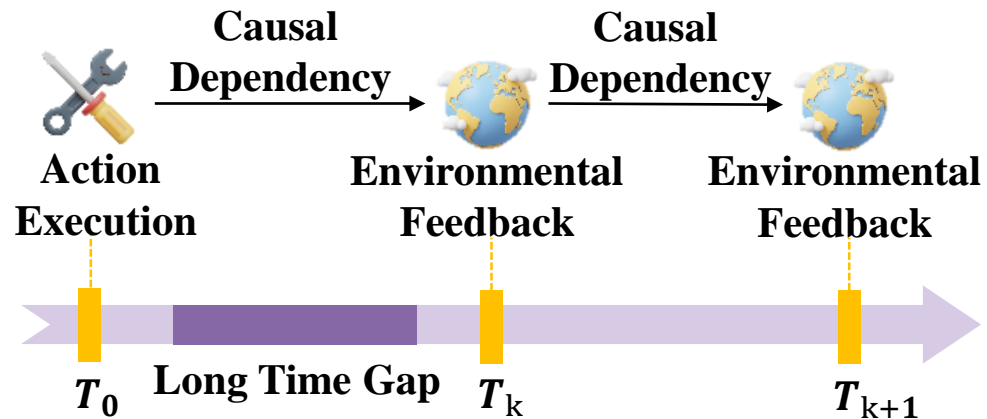 Causal
Dependency
Causal
Dependency
Action
Execution
Environmental
Feedback
Environmental
Feedback
T₀
Long Time Gap
Tₖ
Tₖ₊₁